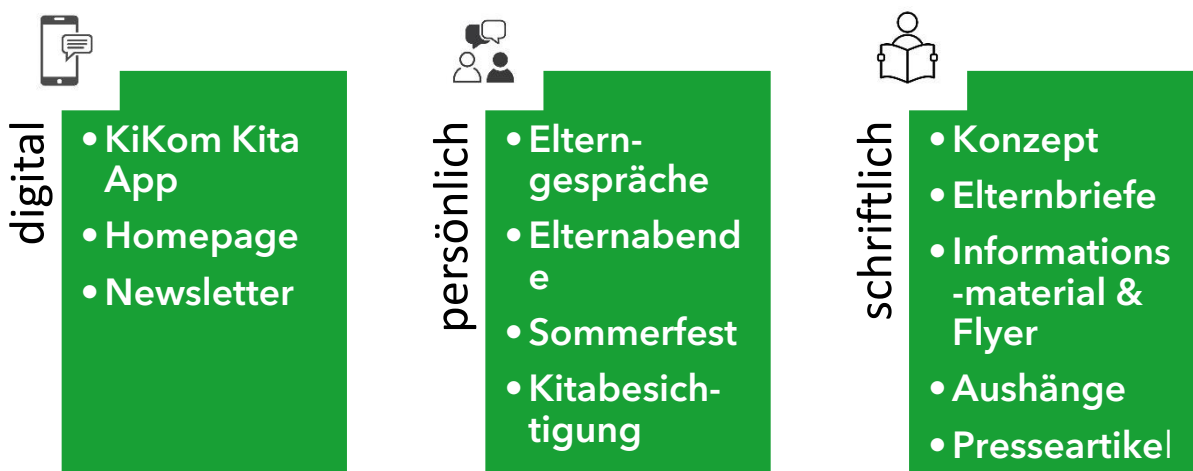 digital
• KiKom Kita
App
• Homepage
• Newsletter
persönlich
• Eltern-
gespräche
• Elternabend
e
• Sommerfest
• Kitabesich-
tigung
schriftlich
• Konzept
• Elternbriefe
• Informations
-material &
Flyer
• Aushänge
• Presseartikel